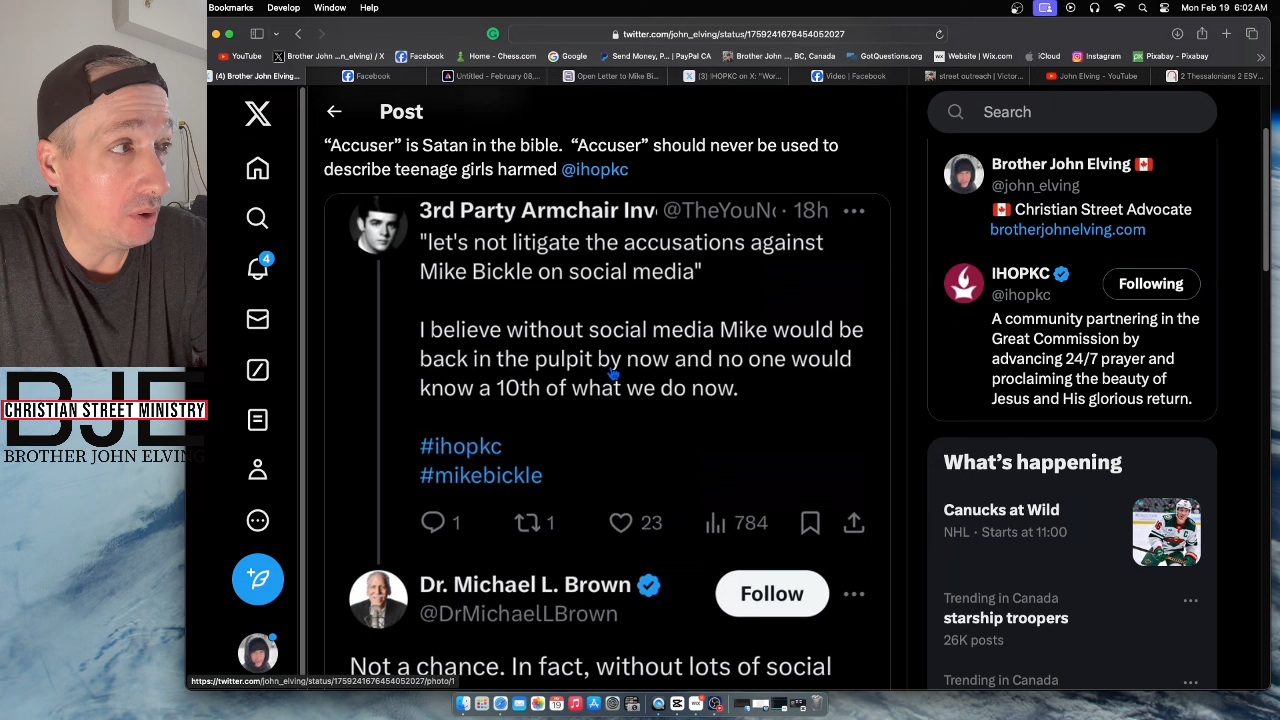 Bookmarks Develop Window Help
Mon Feb 19 6:02 AM
twitter.com/john_elving/status/1759241676454052027
YouTube
Brother John E...n_elving) / X
Facebook
Home - Chess.com
Google
Send Money, P... | PayPal CA
Brother John ..., BC, Canada
GotQuestions.org
Website | Wix.com
iCloud
Instagram
Pixabay - Pixabay
(4) Brother John Elving...
Facebook
Untitled - February 08,...
Open Letter to Mike Bi...
(3) IHOPKC on X: "Wor...
Video | Facebook
street outreach | Victor...
John Elving - YouTube
2 Thessalonians 2 ESV...
Post
Search
“Accuser” is Satan in the bible. “Accuser” should never be used to
describe teenage girls harmed @ihopkc
3rd Party Armchair Inv @TheYouNo · 18h
"let's not litigate the accusations against
Mike Bickle on social media"
I believe without social media Mike would be
back in the pulpit by now and no one would
know a 10th of what we do now.
#ihopkc
#mikebickle
1 1 23 784
Dr. Michael L. Brown
@DrMichaelLBrown
Follow
Not a chance. In fact, without lots of social
4
Brother John Elving
@john_elving
Christian Street Advocate
brotherjohnelving.com
IHOPKC
@ihopkc
Following
A community partnering in the
Great Commission by
advancing 24/7 prayer and
proclaiming the beauty of
Jesus and His glorious return.
What’s happening
Canucks at Wild
NHL · Starts at 11:00
Trending in Canada
starship troopers
26K posts
Trending in Canada
BJE
CHRISTIAN STREET MINISTRY
BROTHER JOHN ELVING
https://twitter.com/john_elving/status/1759241676454052027/photo/1